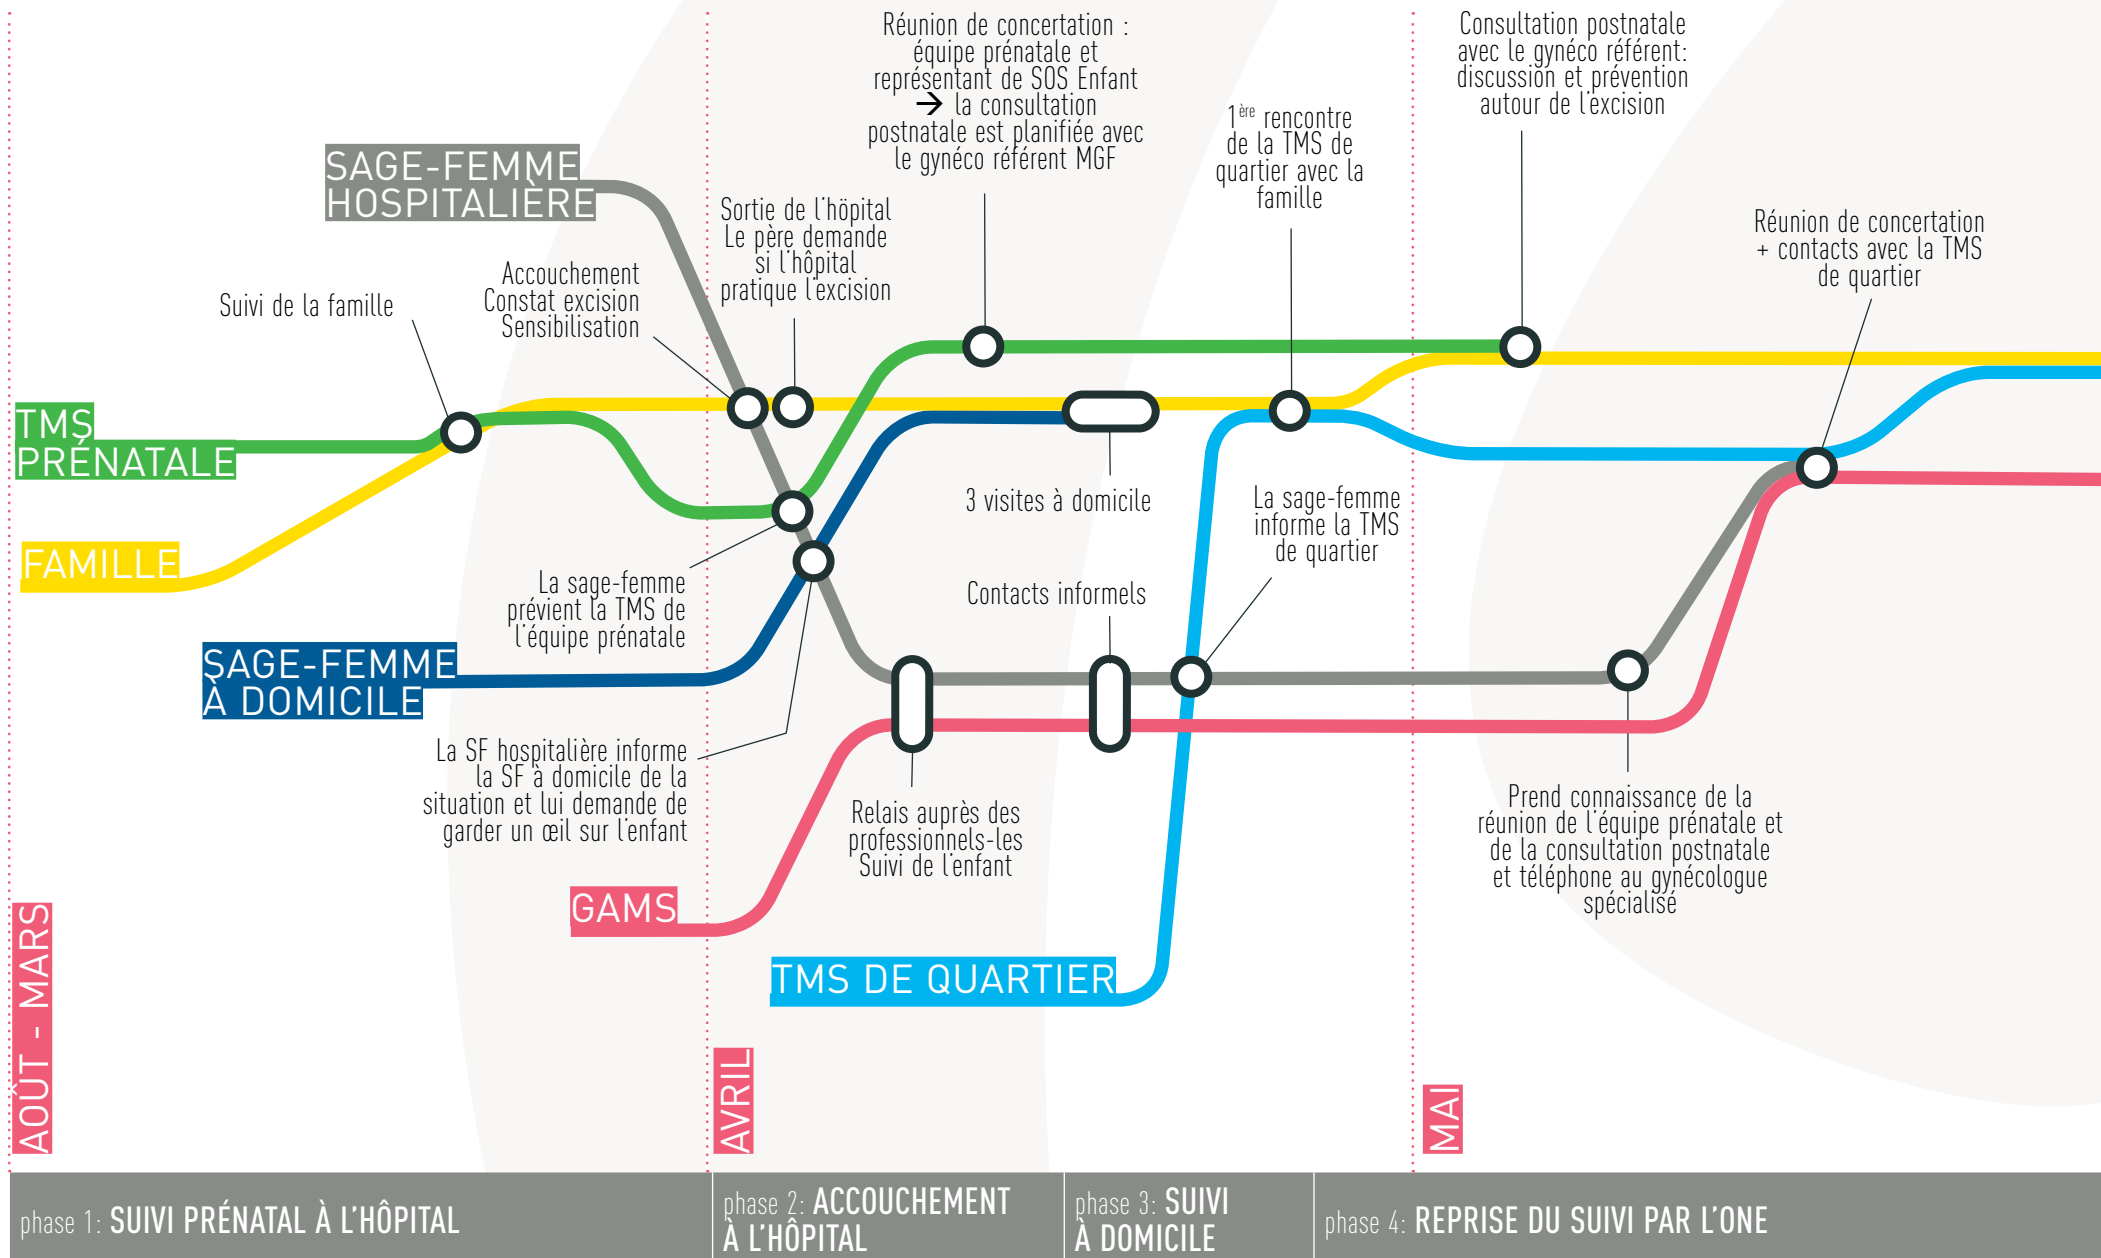 Réunion de concertation :
équipe prénatale et
représentant de SOS Enfant
→ la consultation
postnatale est planifiée avec
le gynéco référent MGF
Consultation postnatale
avec le gynéco référent:
discussion et prévention
autour de l'excision
1ère rencontre
de la TMS de
quartier avec la
famille
SAGE-FEMME
HOSPITALIÈRE
Sortie de l'höpital
Le père demande
si l'hôpital
pratique l'excision
Réunion de concertation
+ contacts avec la TMS
de quartier
Accouchement
Constat excision
Sensibilisation
Suivi de la famille
TMS
PRÉNATALE
3 visites à domicile
La sage-femme
informe la TMS
de quartier
FAMILLE
La sage-femme
prévient la TMS de
l'équipe prénatale
Contacts informels
SAGE-FEMME
À DOMICILE
La SF hospitalière informe
la SF à domicile de la
situation et lui demande de
garder un œil sur l'enfant
Relais auprès des
professionnels-les
Suivi de l'enfant
Prend connaissance de la
réunion de l'équipe prénatale et
de la consultation postnatale
et téléphone au gynécologue
spécialisé
GAMS
TMS DE QUARTIER
AOÛT - MARS
AVRIL
MAI
phase 1: SUIVI PRÉNATAL À L'HÔPITAL
phase 2: ACCOUCHEMENT
À L'HÔPITAL
phase 3: SUIVI
À DOMICILE
phase 4: REPRISE DU SUIVI PAR L'ONE